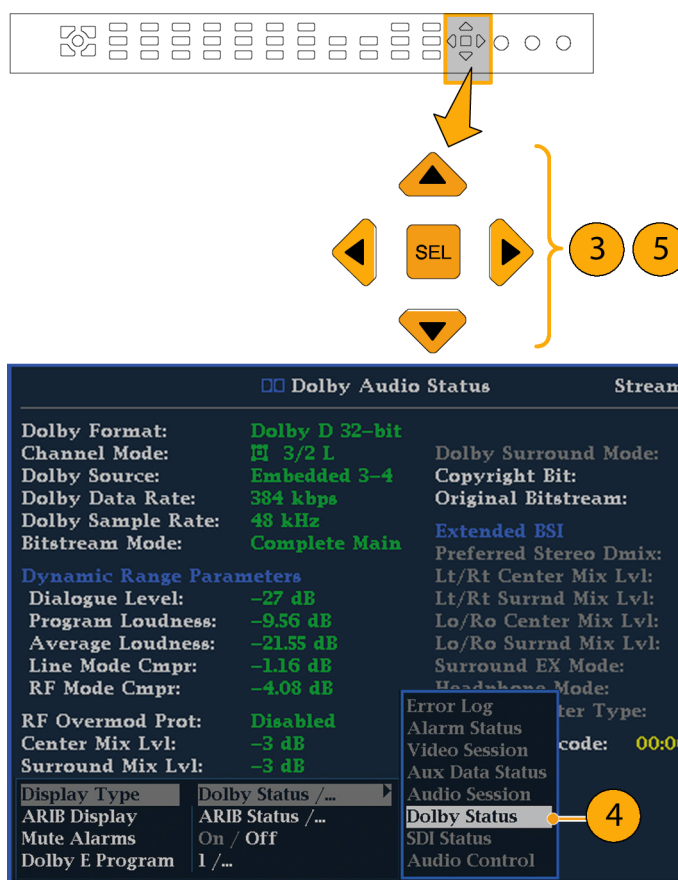 SEL
3
5
Dolby Audio Status
Stream
Dolby Format: Dolby D 32-bit
Channel Mode: 3/2 L
Dolby Source: Embedded 3-4
Dolby Data Rate: 384 kbps
Dolby Sample Rate: 48 kHz
Bitstream Mode: Complete Main
Dynamic Range Parameters
Dialogue Level: -27 dB
Program Loudness: -9.56 dB
Average Loudness: -21.55 dB
Line Mode Cmpr: -1.16 dB
RF Mode Cmpr: -4.08 dB
RF Overmod Prot: Disabled
Center Mix Lvl: -3 dB
Surround Mix Lvl: -3 dB
Dolby Surround Mode:
Copyright Bit:
Original Bitstream:
Extended BSI
Preferred Stereo Dmix:
Lt/Rt Center Mix Lvl:
Lt/Rt Surrnd Mix Lvl:
Lo/Ro Center Mix Lvl:
Lo/Ro Surrnd Mix Lvl:
Surround EX Mode:
Headphone Mode:
ter Type:
code: 00:0
Display Type Dolby Status /...
ARIB Display ARIB Status /...
Mute Alarms On / Off
Dolby E Program 1 /...
Error Log
Alarm Status
Video Session
Aux Data Status
Audio Session
Dolby Status
SDI Status
Audio Control
4